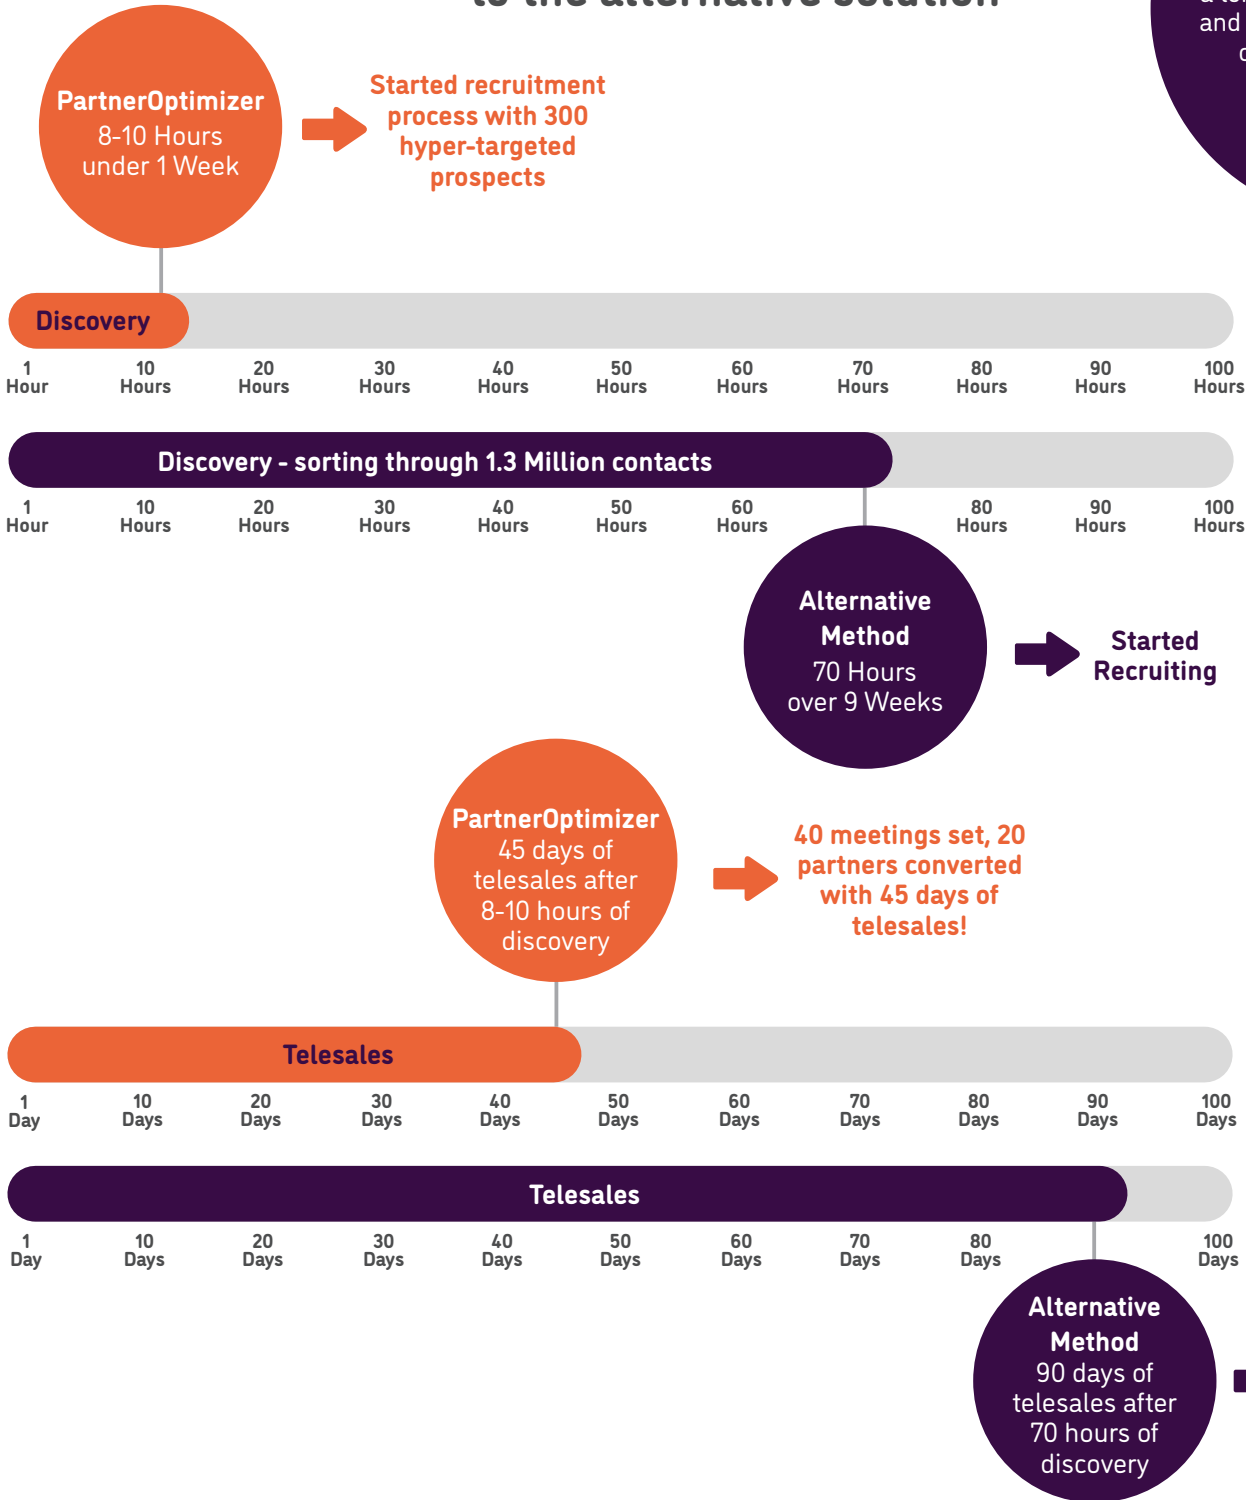 to the alternative solution
and
PartnerOptimizer
8-10 Hours
under 1 Week
Started recruitment
process with 300
hyper-targeted
prospects
Discovery
1 Hour
10 Hours
20 Hours
30 Hours
40 Hours
50 Hours
60 Hours
70 Hours
80 Hours
90 Hours
100 Hours
Discovery - sorting through 1.3 Million contacts
1 Hour
10 Hours
20 Hours
30 Hours
40 Hours
50 Hours
60 Hours
80 Hours
90 Hours
100 Hours
Alternative
Method
70 Hours
over 9 Weeks
Started
Recruiting
PartnerOptimizer
45 days of
telesales after
8-10 hours of
discovery
40 meetings set, 20
partners converted
with 45 days of
telesales!
Telesales
1 Day
10 Days
20 Days
30 Days
40 Days
50 Days
60 Days
70 Days
80 Days
90 Days
100 Days
Telesales
1 Day
10 Days
20 Days
30 Days
40 Days
50 Days
60 Days
70 Days
80 Days
100 Days
Alternative
Method
90 days of
telesales after
70 hours of
discovery